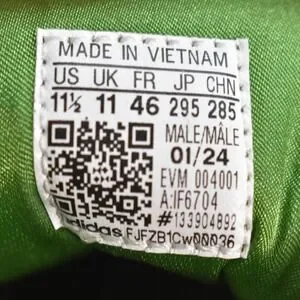 MADE IN VIETNAM
US UK FR JP CHN
11½ 11 46 295 285
MALE/MÂLE
01/24
EVM 004001
A:IF6704
#:133904892
adidas FJFZB1Cw00036